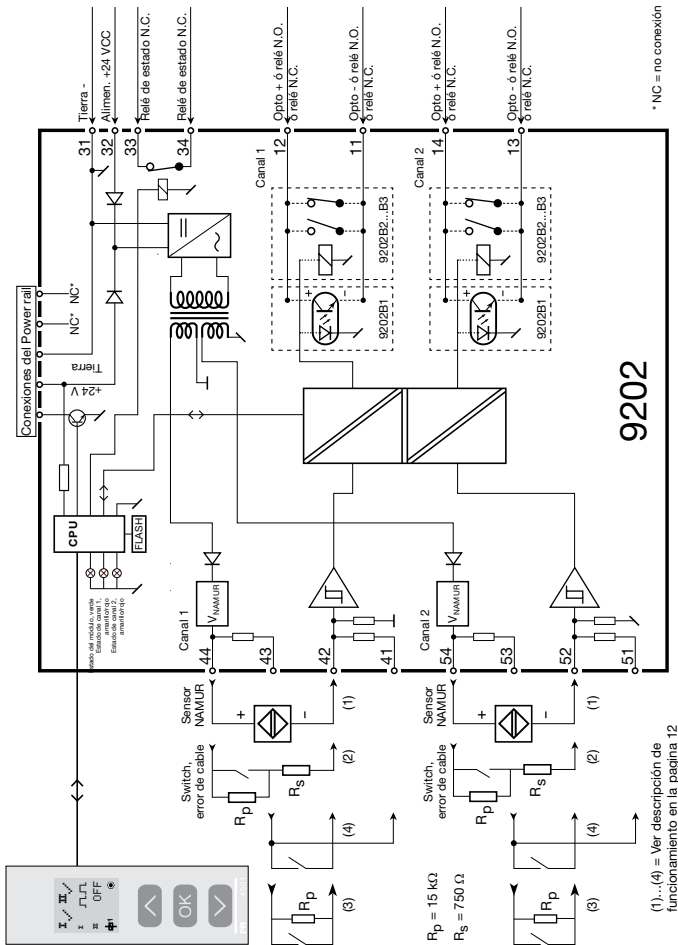 Conexiones del Power rail
NC*
NC*
Tierra
+24 V
CPU
FLASH
Estado del módulo, verde
Estado de canal 1,
amarillo/rojo
Estado de canal 2,
amarillo/rojo
31
Tierra -
32
Alimen. +24 VCC
33
Relé de estado N.C.
34
Relé de estado N.C.
Canal 1
12
Opto + ó relé N.O.
ó relé N.C.
11
Opto - ó relé N.O.
ó relé N.C.
9202B1
9202B2...B3
Canal 2
14
Opto + ó relé N.O.
ó relé N.C.
13
Opto - ó relé N.O.
ó relé N.C.
9202B1
9202B2...B3
+
–
+
–
9202
* NC = no conexión
Canal 1
VNAMUR
44
43
42
41
Sensor
NAMUR
+
–
(1)
Switch,
error de cable
Rp
Rs
(2)
(4)
Rp
(3)
Canal 2
VNAMUR
54
53
52
51
Sensor
NAMUR
+
–
(1)
Switch,
error de cable
Rp
Rs
(2)
(4)
Rp
(3)
Rp = 15 kΩ
Rs = 750 Ω
(1)...(4) = Ver descripción de
funcionamiento en la pagina 12
OFF
OK